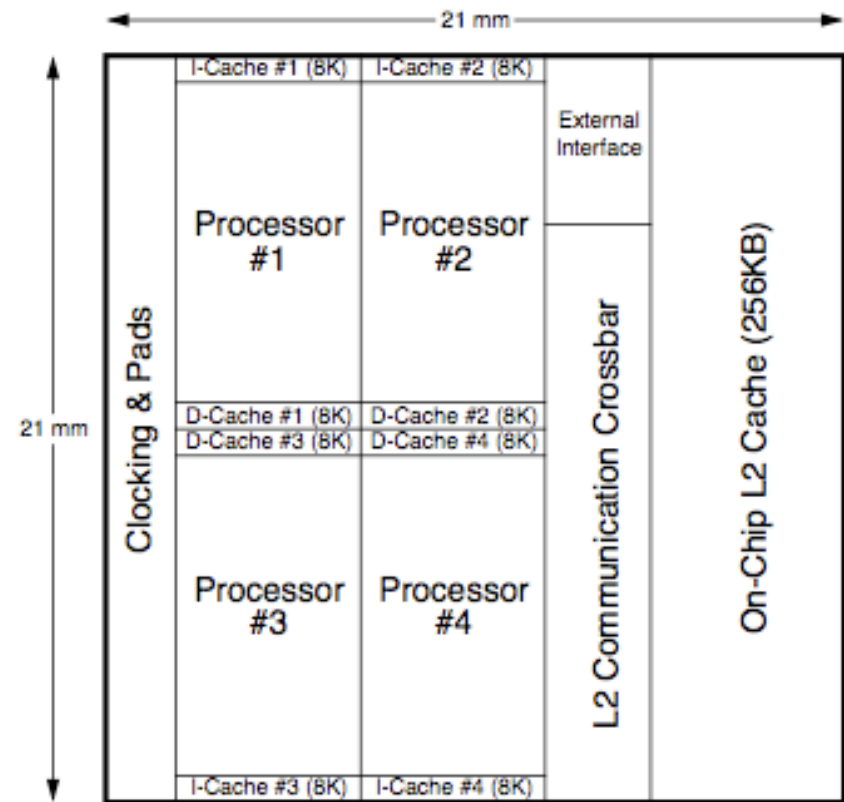 21 mm
I-Cache #1 (8K)
I-Cache #2 (8K)
External
Interface
Processor
#1
Processor
#2
21 mm
Clocking & Pads
D-Cache #1 (8K)
D-Cache #2 (8K)
D-Cache #3 (8K)
D-Cache #4 (8K)
L2 Communication Crossbar
On-Chip L2 Cache (256KB)
Processor
#3
Processor
#4
I-Cache #3 (8K)
I-Cache #4 (8K)